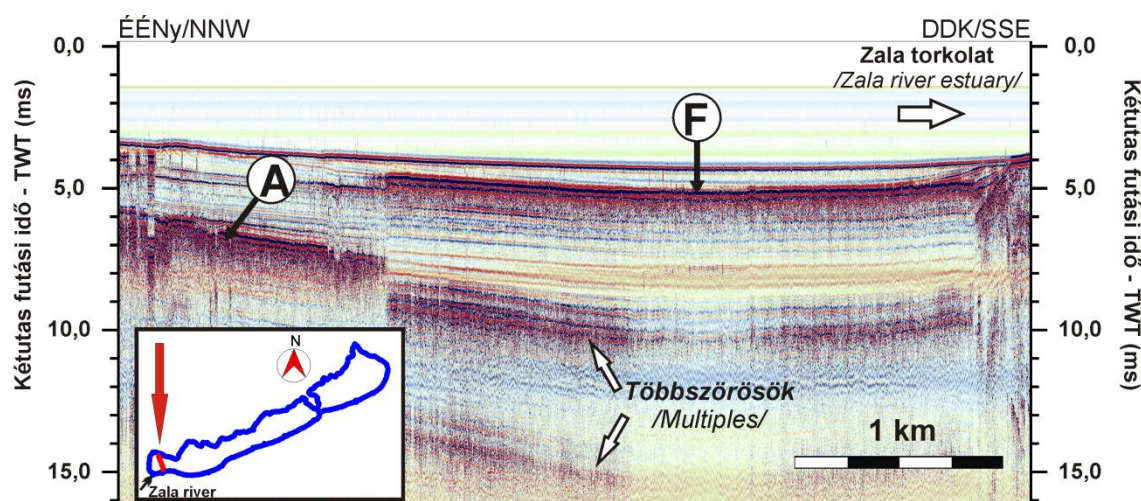 ÉÉNy/NNW
DDK/SSE
0,0
5,0
10,0
15,0
Kétutas futási idő - TWT (ms)
Zala torkolat
/Zala river estuary/
A
F
Többszörösök
/Multiples/
1 km
N
Zala river
0,0
5,0
10,0
15,0
Kétutas futási idő - TWT (ms)